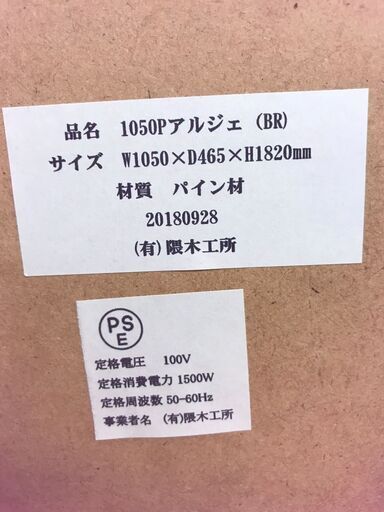 品名 1050Pアルジェ (BR)
サイズ W1050×D465×H1820mm
材質 パイン材
20180928
(有)隈木工所
PS
E
定格電圧 100V
定格消費電力 1500W
定格周波数 50-60Hz
事業者名 (有)隈木工所